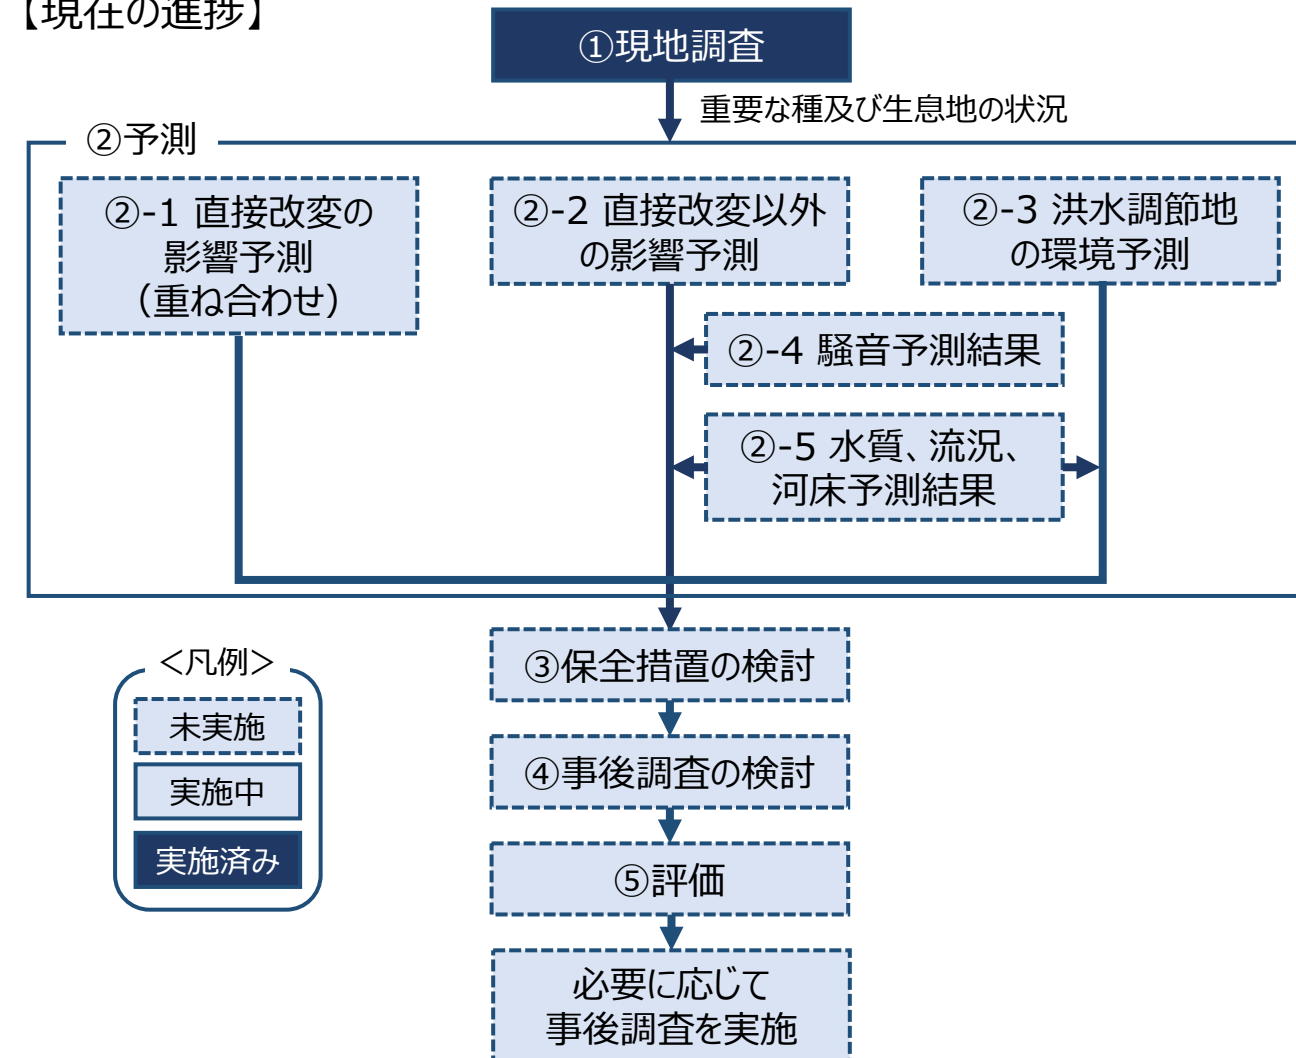 【現在の進捗】
①現地調査
重要な種及び生息地の状況
②予測
②-1 直接改変の
影響予測
（重ね合わせ）
②-2 直接改変以外
の影響予測
②-3 洪水調節地
の環境予測
②-4 騒音予測結果
②-5 水質、流況、
河床予測結果
③保全措置の検討
④事後調査の検討
⑤評価
必要に応じて
事後調査を実施
＜凡例＞
未実施
実施中
実施済み